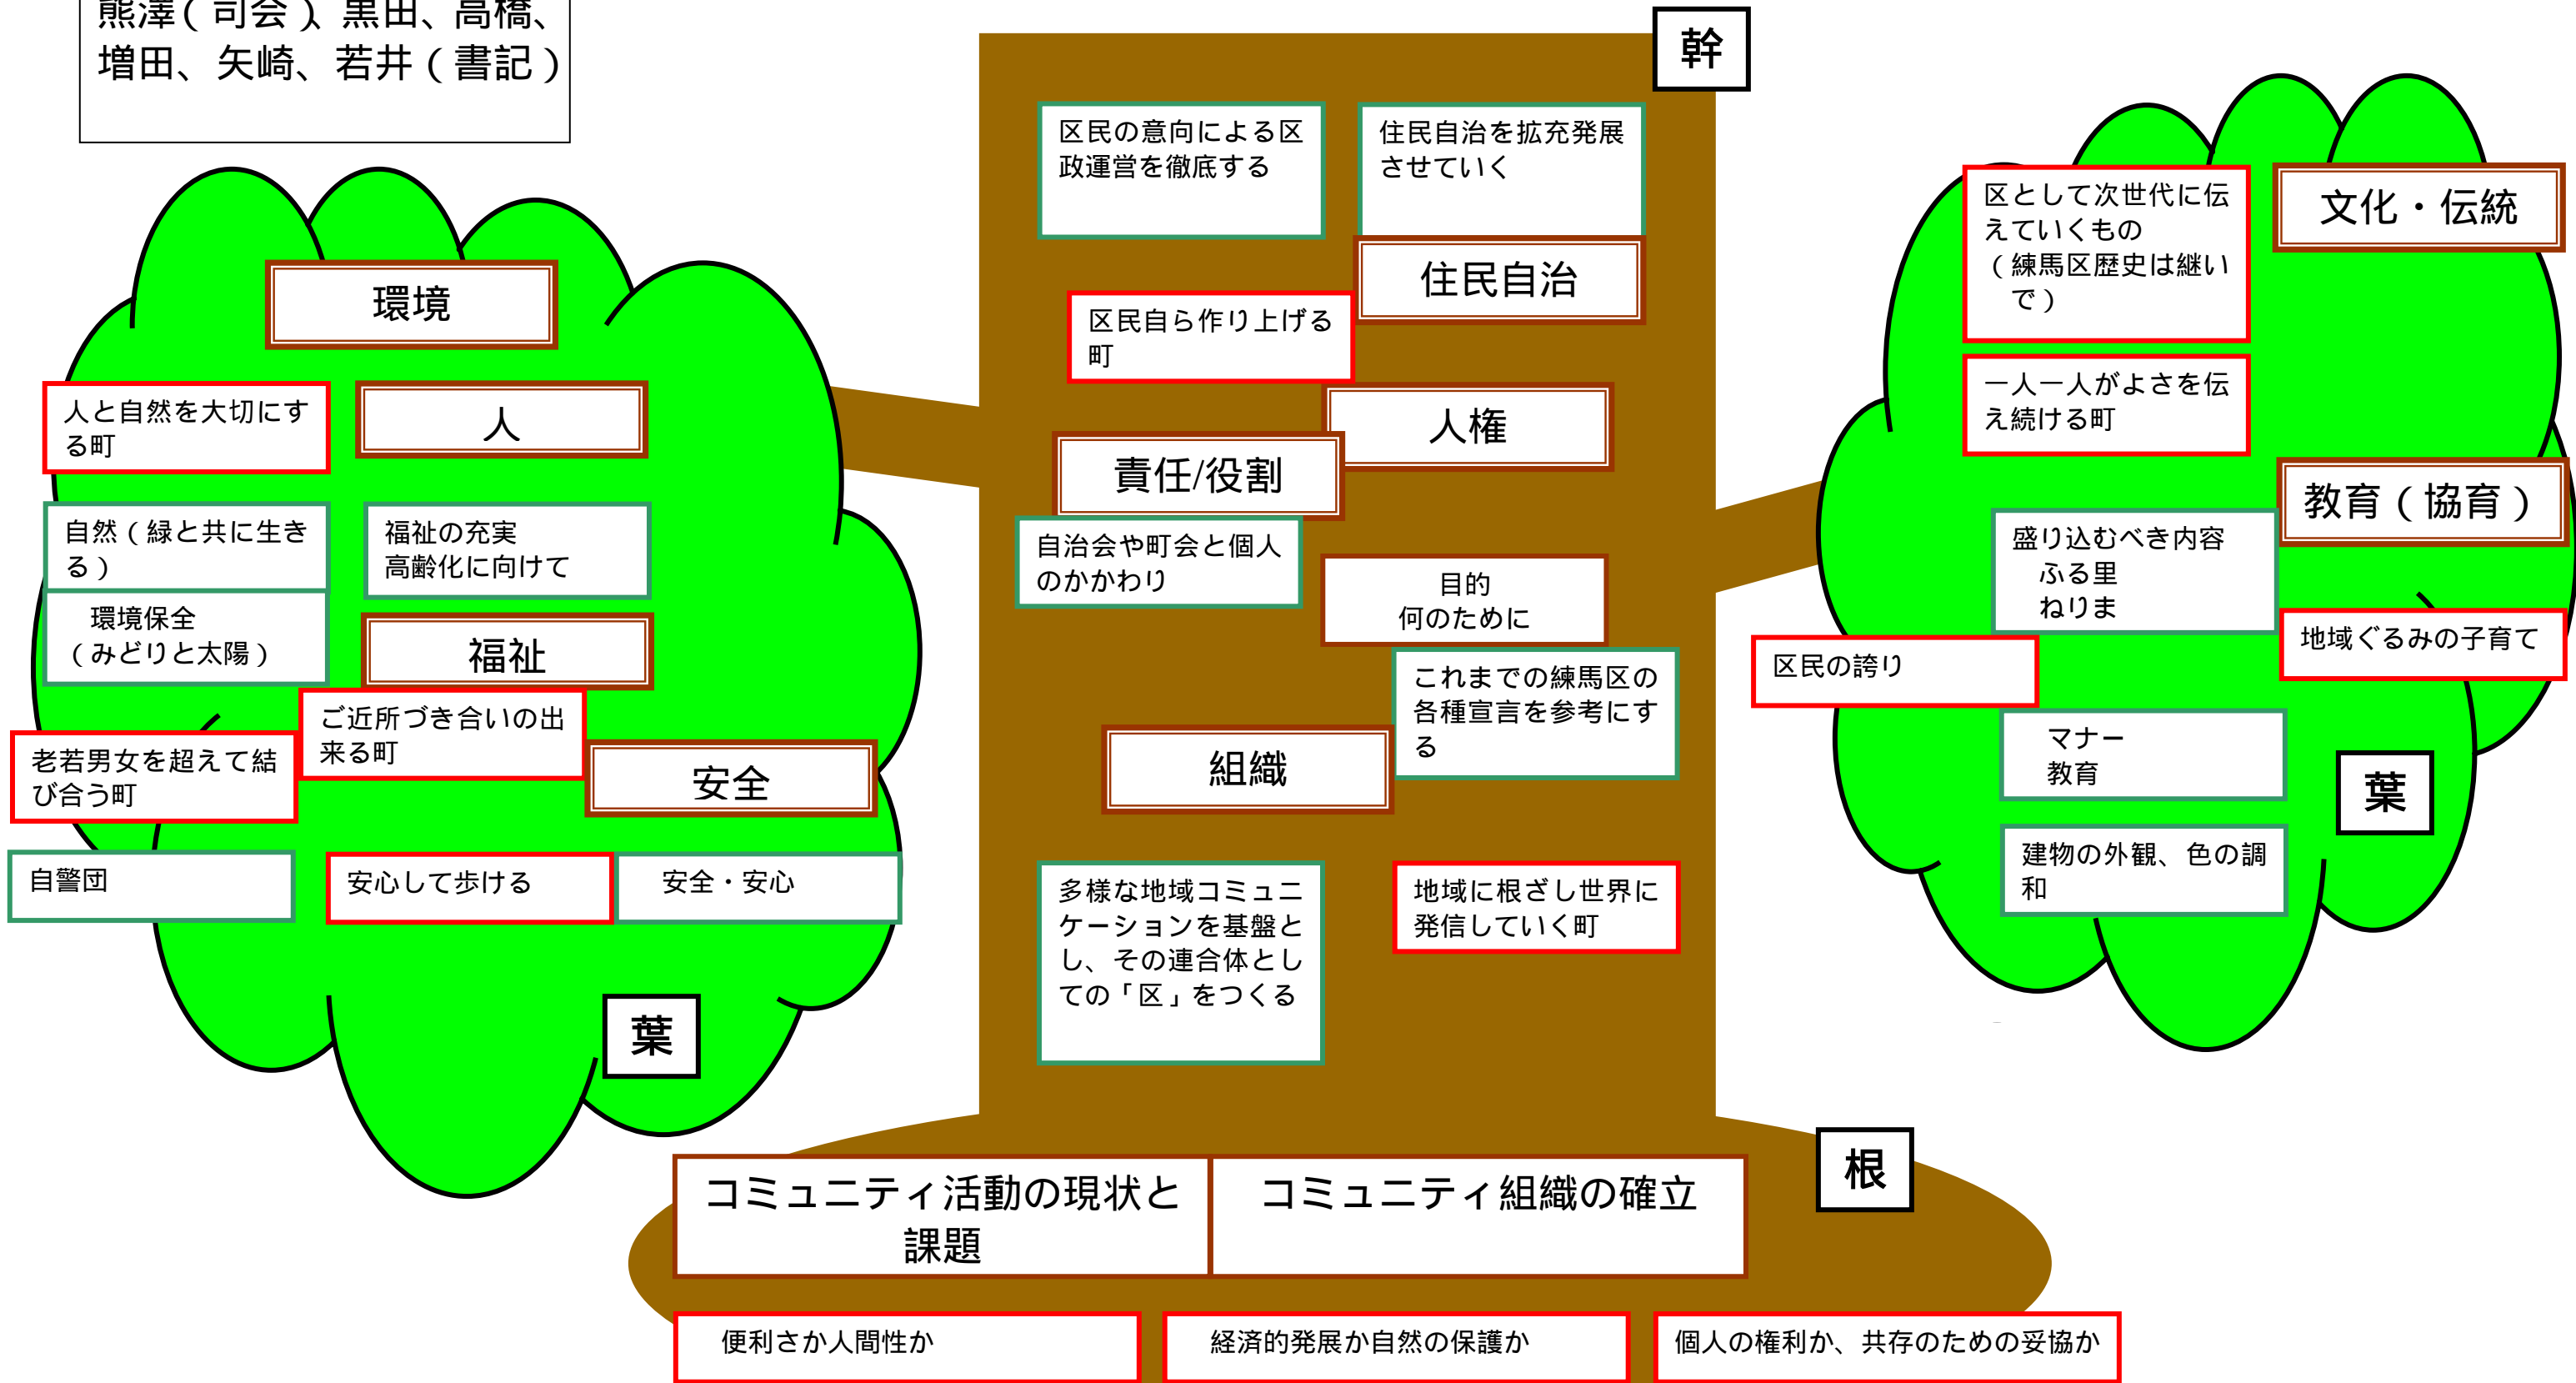 熊澤（司会）、黒田、高橋、
増田、矢崎、若井（書記）
環境
人と自然を大切にす
る町
人
自然（緑と共に生き
る）
福祉の充実
高齢化に向けて
環境保全
（みどりと太陽）
福祉
ご近所づき合いの出
来る町
老若男女を超えて結
び合う町
安全
自警団
安心して歩ける
安全・安心
葉
幹
区民の意向による区
政運営を徹底する
住民自治を拡充発展
させていく
住民自治
区民自ら作り上げる
町
人権
責任/役割
自治会や町会と個人
のかかわり
目的
何のために
これまでの練馬区の
各種宣言を参考にす
る
組織
多様な地域コミュニ
ケーションを基盤と
し、その連合体とし
ての「区」をつくる
地域に根ざし世界に
発信していく町
区として次世代に伝
えていくもの
（練馬区歴史は継い
で）
文化・伝統
一人一人がよさを伝
え続ける町
教育（協育）
盛り込むべき内容
ふる里
ねりま
地域ぐるみの子育て
区民の誇り
マナー
教育
葉
建物の外観、色の調
和
根
コミュニティ活動の現状と
課題
コミュニティ組織の確立
便利さか人間性か
経済的発展か自然の保護か
個人の権利か、共存のための妥協か